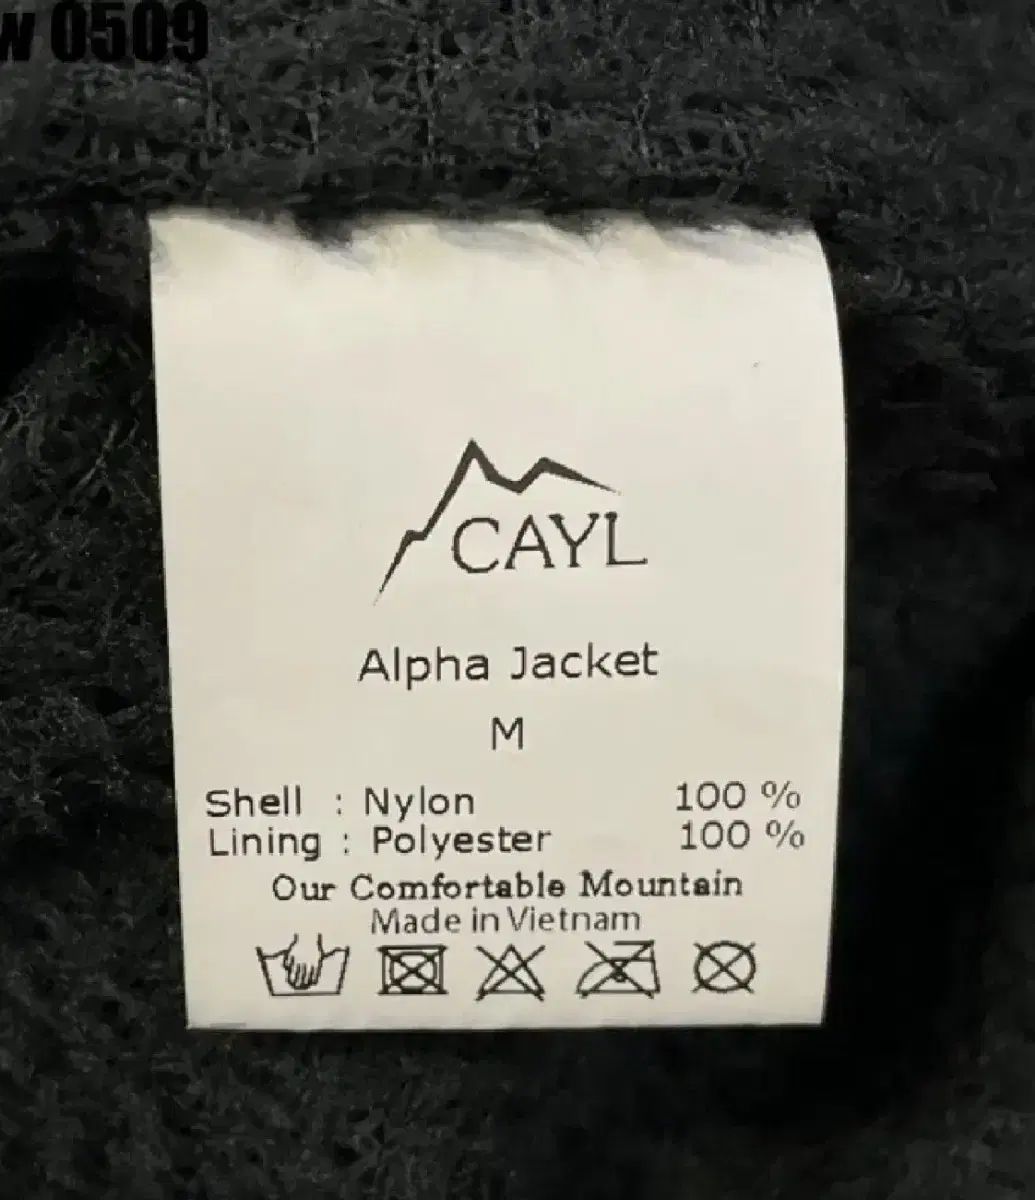 0509
CAYL
Alpha Jacket
M
Shell : Nylon 100 %
Lining : Polyester 100 %
Our Comfortable Mountain
Made in Vietnam